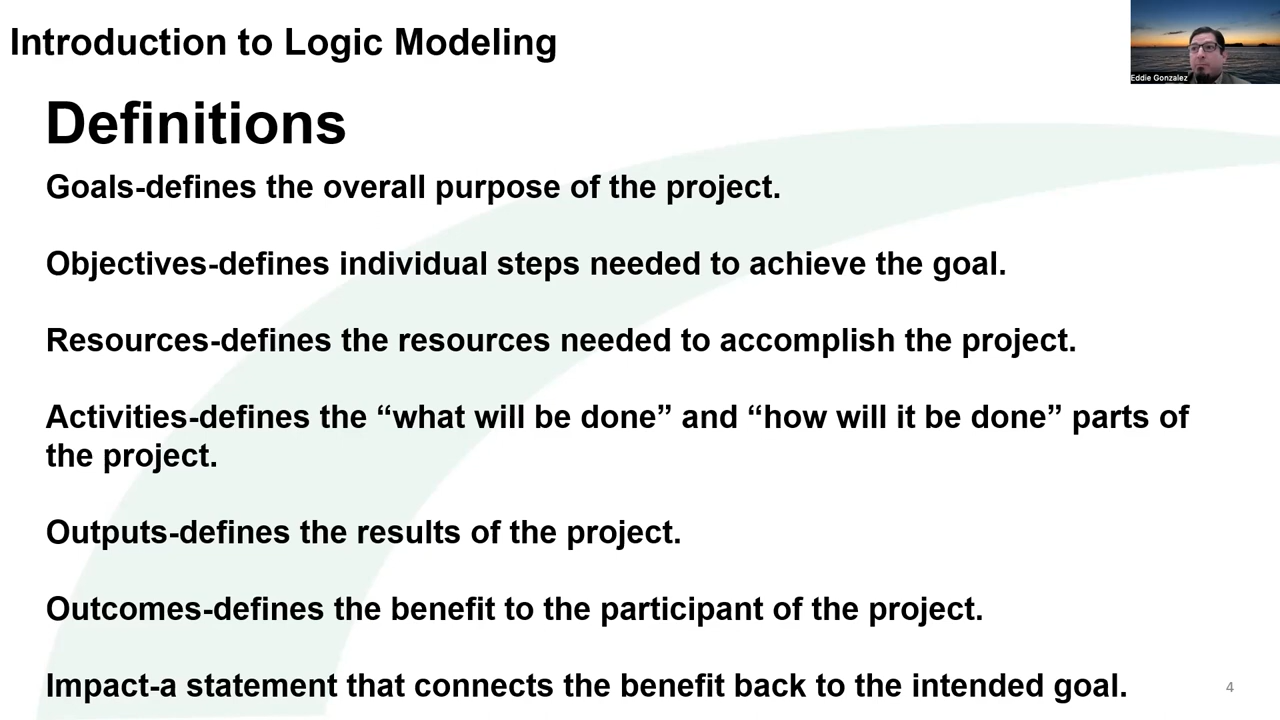 Introduction to Logic Modeling
Eddie Gonzalez
Definitions
Goals-defines the overall purpose of the project.
Objectives-defines individual steps needed to achieve the goal.
Resources-defines the resources needed to accomplish the project.
Activities-defines the “what will be done” and “how will it be done” parts of
the project.
Outputs-defines the results of the project.
Outcomes-defines the benefit to the participant of the project.
Impact-a statement that connects the benefit back to the intended goal.
4